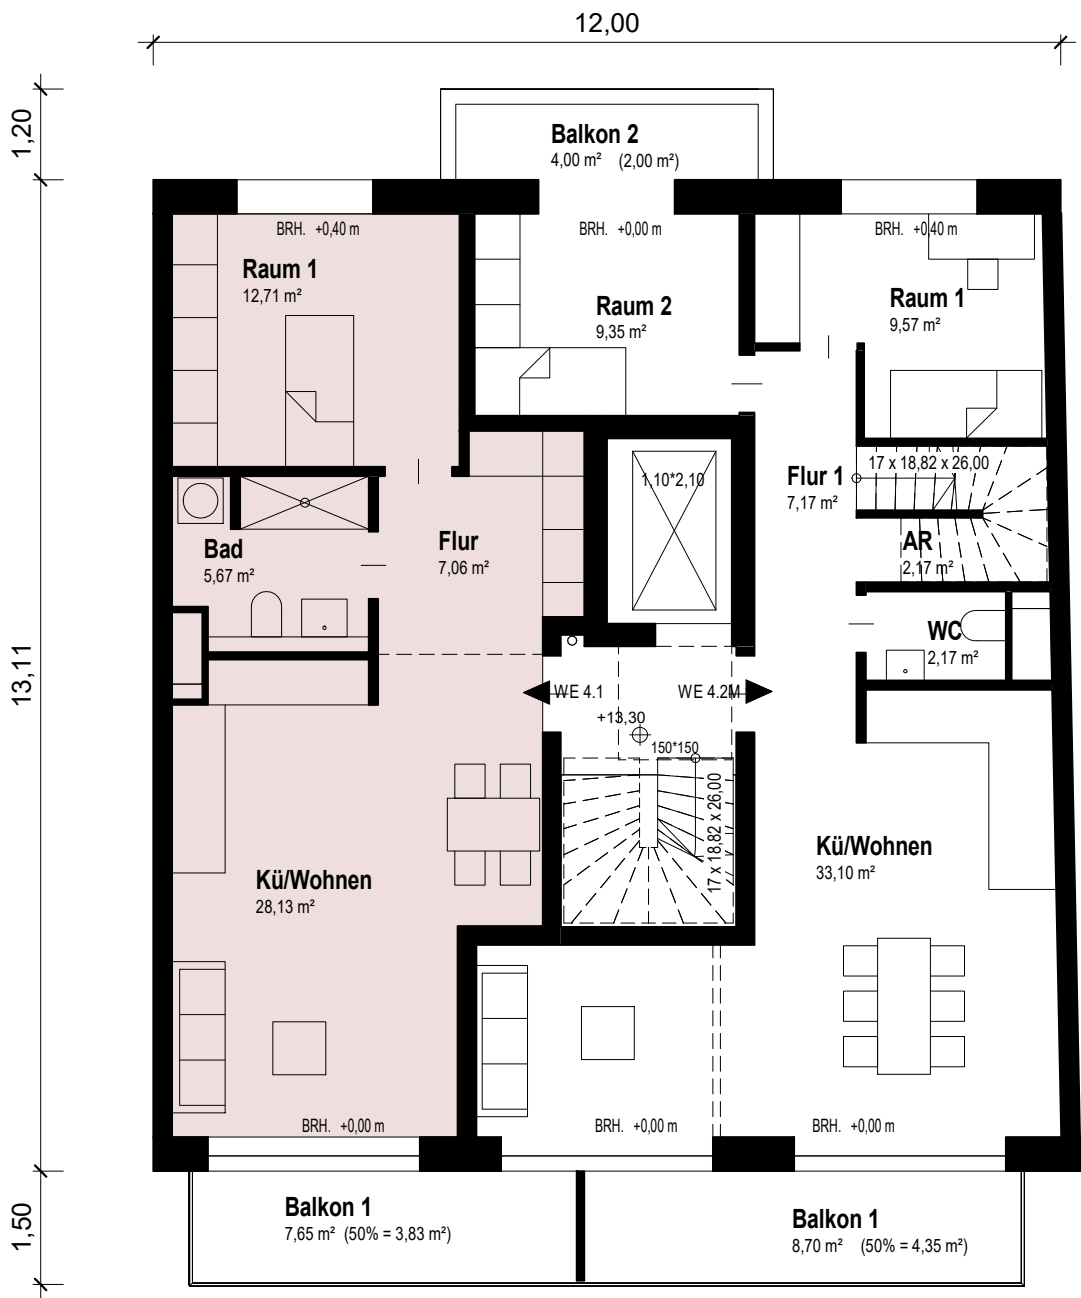 12,00
1,20
Balkon 2
4,00 m² (2,00 m²)
BRH. +0,40 m
BRH. +0,00 m
BRH. +0,40 m
Raum 1
12,71 m²
Raum 2
9,35 m²
Raum 1
9,57 m²
1,10*2,10
Flur 1
7,17 m²
17 x 18,82 x 26,00
Bad
5,67 m²
Flur
7,06 m²
AR
2,17 m²
WC
2,17 m²
13,11
WE 4.1
WE 4.2M
+13,30
150*150
17 x 18,82 x 26,00
Kü/Wohnen
28,13 m²
Kü/Wohnen
33,10 m²
BRH. +0,00 m
BRH. +0,00 m
BRH. +0,00 m
1,50
Balkon 1
7,65 m² (50% = 3,83 m²)
Balkon 1
8,70 m² (50% = 4,35 m²)